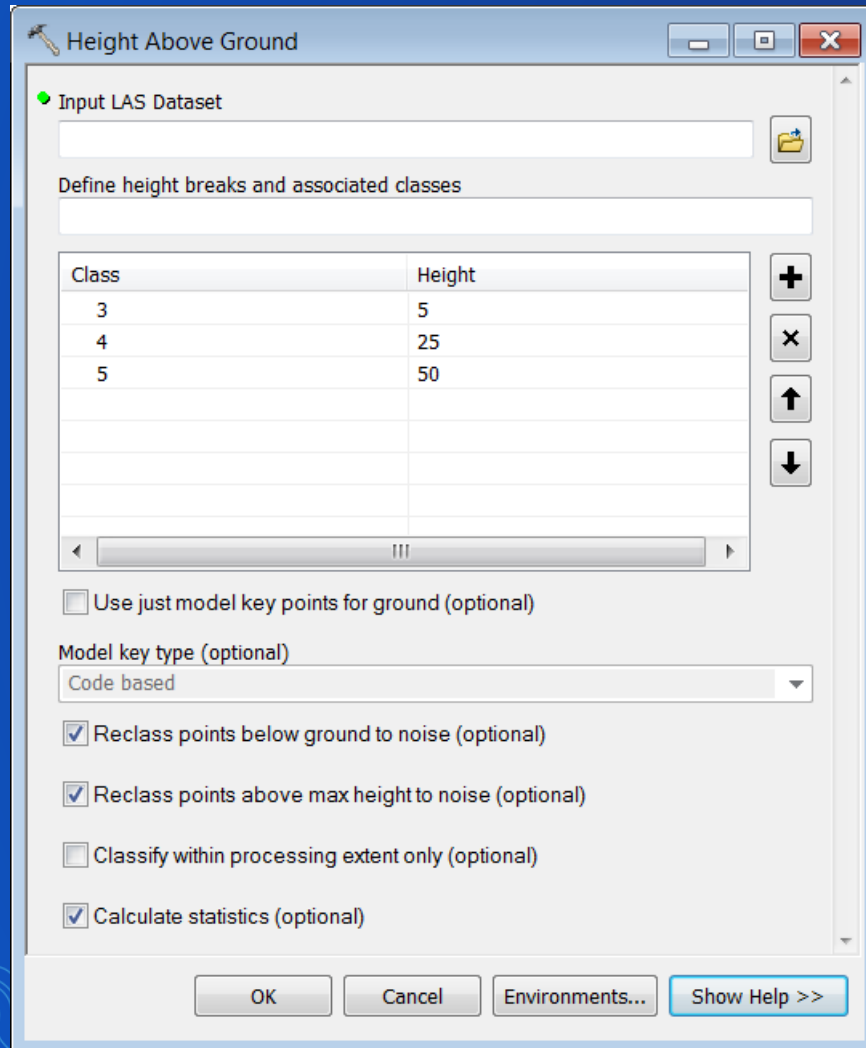 Height Above Ground
Input LAS Dataset
Define height breaks and associated classes
Class Height
3 5
4 25
5 50
Use just model key points for ground (optional)
Model key type (optional)
Code based
Reclass points below ground to noise (optional)
Reclass points above max height to noise (optional)
Classify within processing extent only (optional)
Calculate statistics (optional)
OK Cancel Environments... Show Help >>